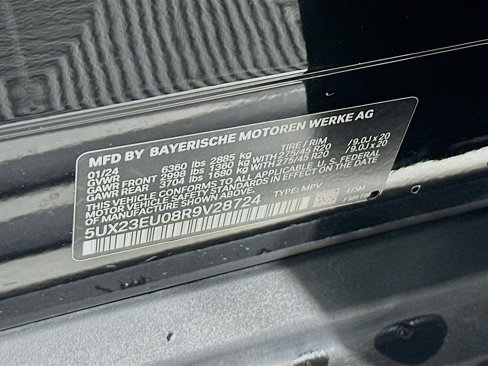 MFD BY BAYERISCHE MOTOREN WERKE AG
01/24 TIRE / RIM
GVWR 6360 lbs 2885 kg
GAWR FRONT 2998 lbs 1360 kg WITH 275/45 R20 / 9.0J x 20
GAWR REAR 3704 lbs 1680 kg WITH 275/45 R20 / 9.0J x 20
THIS VEHICLE CONFORMS TO ALL APPLICABLE U.S. FEDERAL
MOTOR VEHICLE SAFETY STANDARDS IN EFFECT ON THE DATE
OF MANUFACTURE SHOWN ABOVE.
5UX23EU08R9V28724 TYPE: MPV